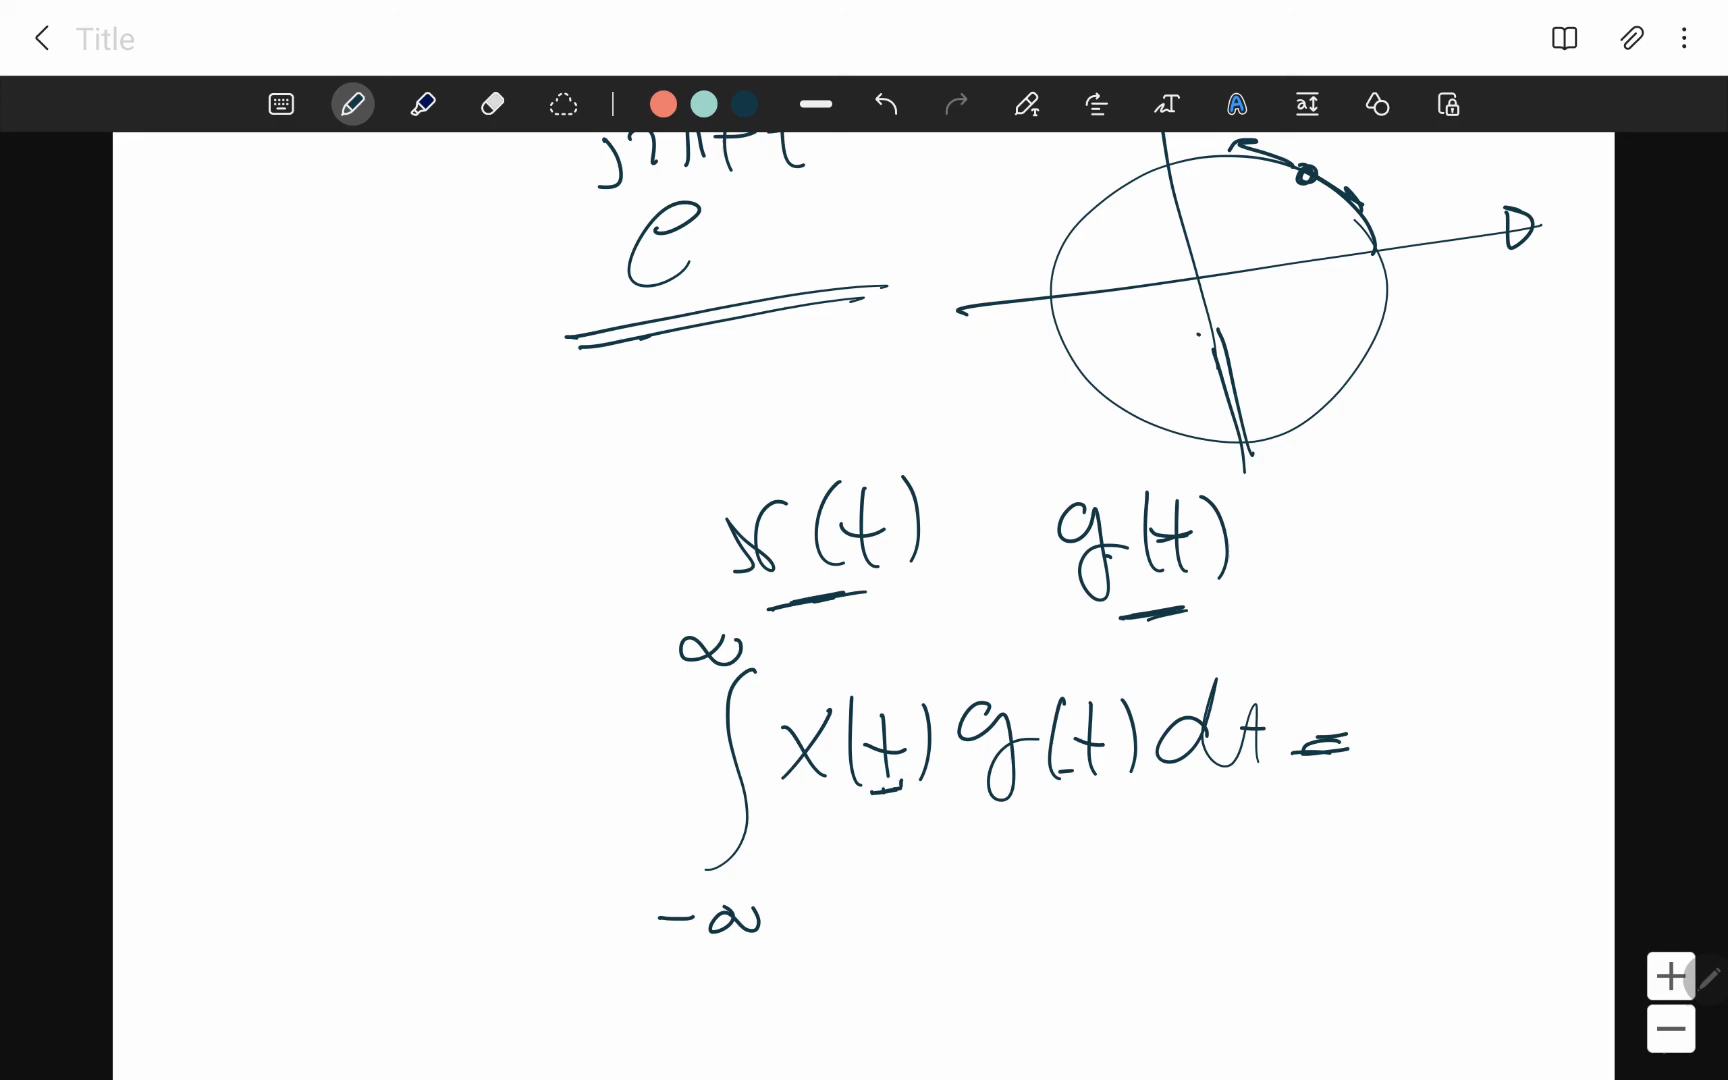 Title
e
x(t) g(t)
∞
∫ x(t) g(t) dt =
-∞